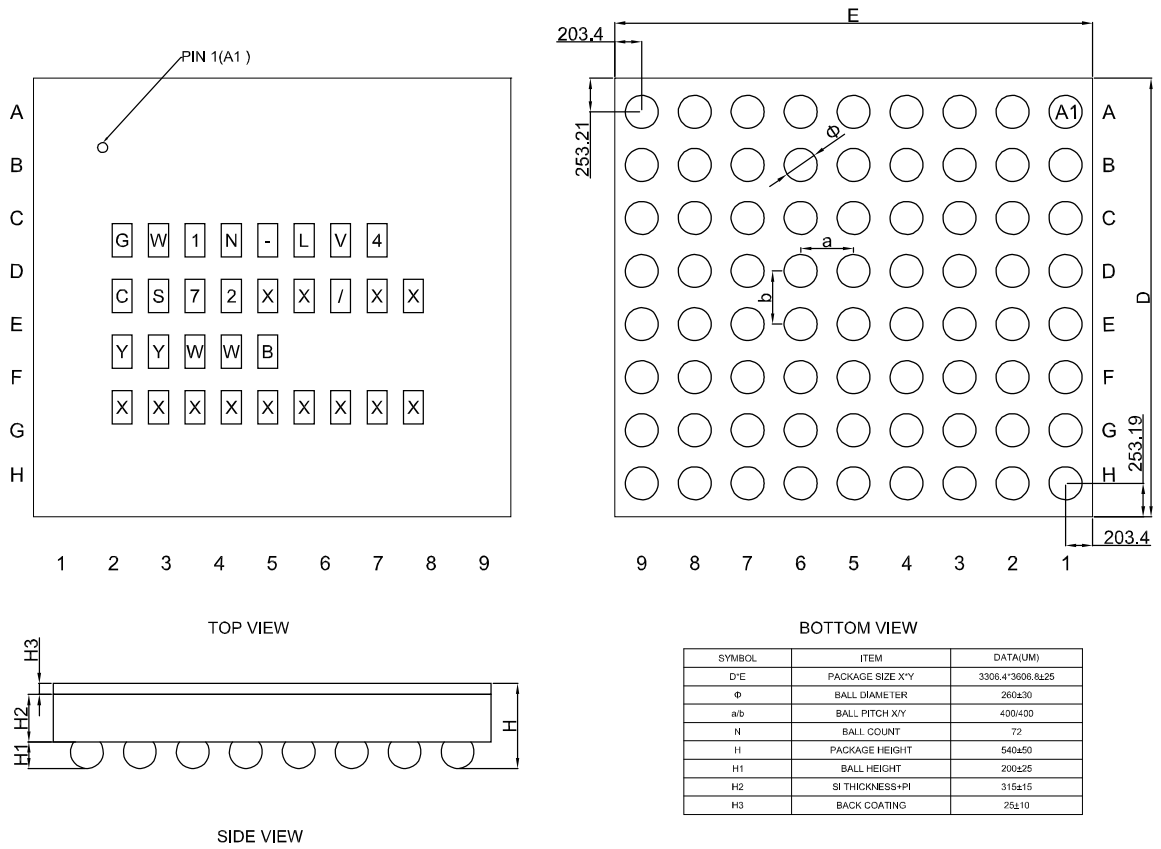 PIN 1(A1 )
A
B
C
D
E
F
G
H
G W 1 N - L V 4
C S 7 2 X X / X X
Y Y W W B
X X X X X X X X X
1 2 3 4 5 6 7 8 9
TOP VIEW
E
203.4
253.21
A1
Φ
a
b
D
A
B
C
D
E
F
G
H
253.19
203.4
9 8 7 6 5 4 3 2 1
BOTTOM VIEW
H3
H2
H1
H
SIDE VIEW
SYMBOL ITEM DATA(UM)
D*E PACKAGE SIZE X*Y 3306.4*3606.8±25
Φ BALL DIAMETER 260±30
a/b BALL PITCH X/Y 400/400
N BALL COUNT 72
H PACKAGE HEIGHT 540±50
H1 BALL HEIGHT 200±25
H2 SI THICKNESS+PI 315±15
H3 BACK COATING 25±10